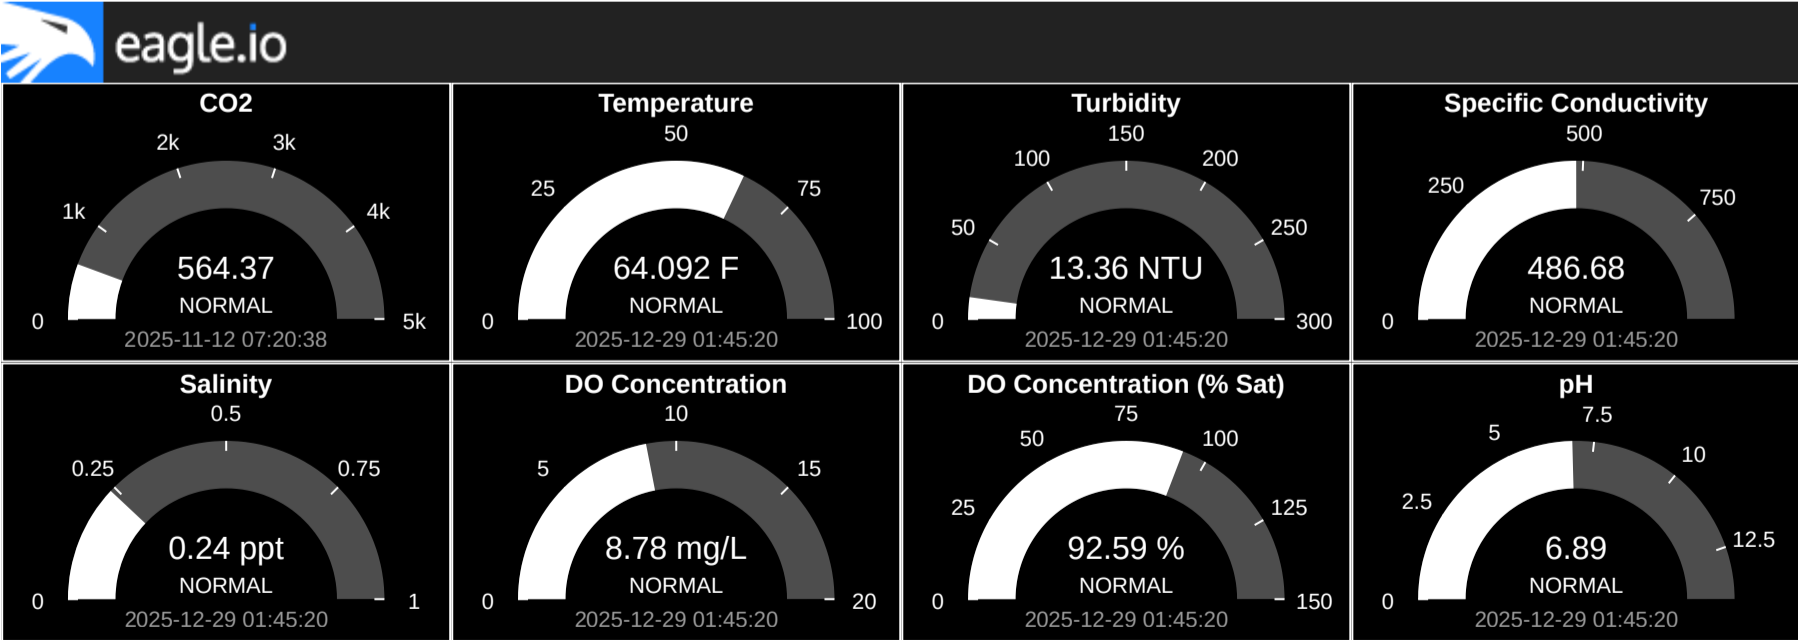 eagle.io
CO2
2k 3k
1k 4k
564.37
NORMAL
0 5k
2025-11-12 07:20:38
Temperature
50
25 75
64.092 F
NORMAL
0 100
2025-12-29 01:45:20
Turbidity
150
100 200
50 250
13.36 NTU
NORMAL
0 300
2025-12-29 01:45:20
Specific Conductivity
500
250 750
486.68
NORMAL
0
2025-12-29 01:45:20
Salinity
0.5
0.25 0.75
0.24 ppt
NORMAL
0 1
2025-12-29 01:45:20
DO Concentration
10
5 15
8.78 mg/L
NORMAL
0 20
2025-12-29 01:45:20
DO Concentration (% Sat)
75
50 100
25 125
92.59 %
NORMAL
0 150
2025-12-29 01:45:20
pH
7.5
5 10
2.5 12.5
6.89
NORMAL
0
2025-12-29 01:45:20